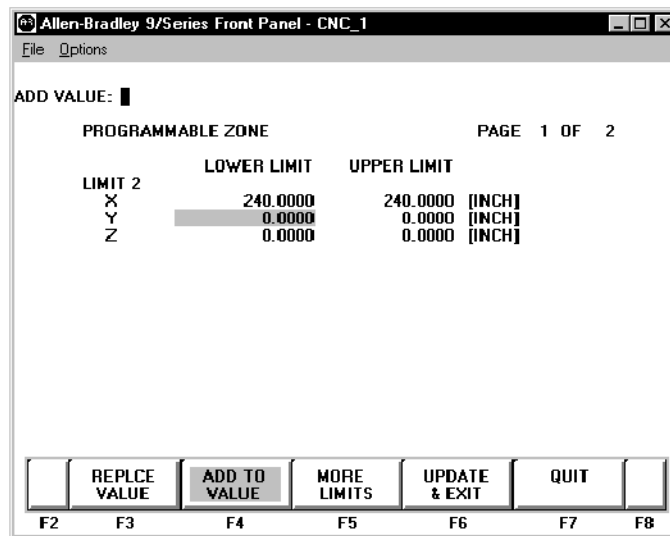 Allen-Bradley 9/Series Front Panel - CNC_1
File Options
ADD VALUE:
PROGRAMMABLE ZONE PAGE 1 OF 2
LOWER LIMIT UPPER LIMIT
LIMIT 2
X 240.0000 240.0000 [INCH]
Y 0.0000 0.0000 [INCH]
Z 0.0000 0.0000 [INCH]
REPLCE VALUE ADD TO VALUE MORE LIMITS UPDATE & EXIT QUIT
F2 F3 F4 F5 F6 F7 F8